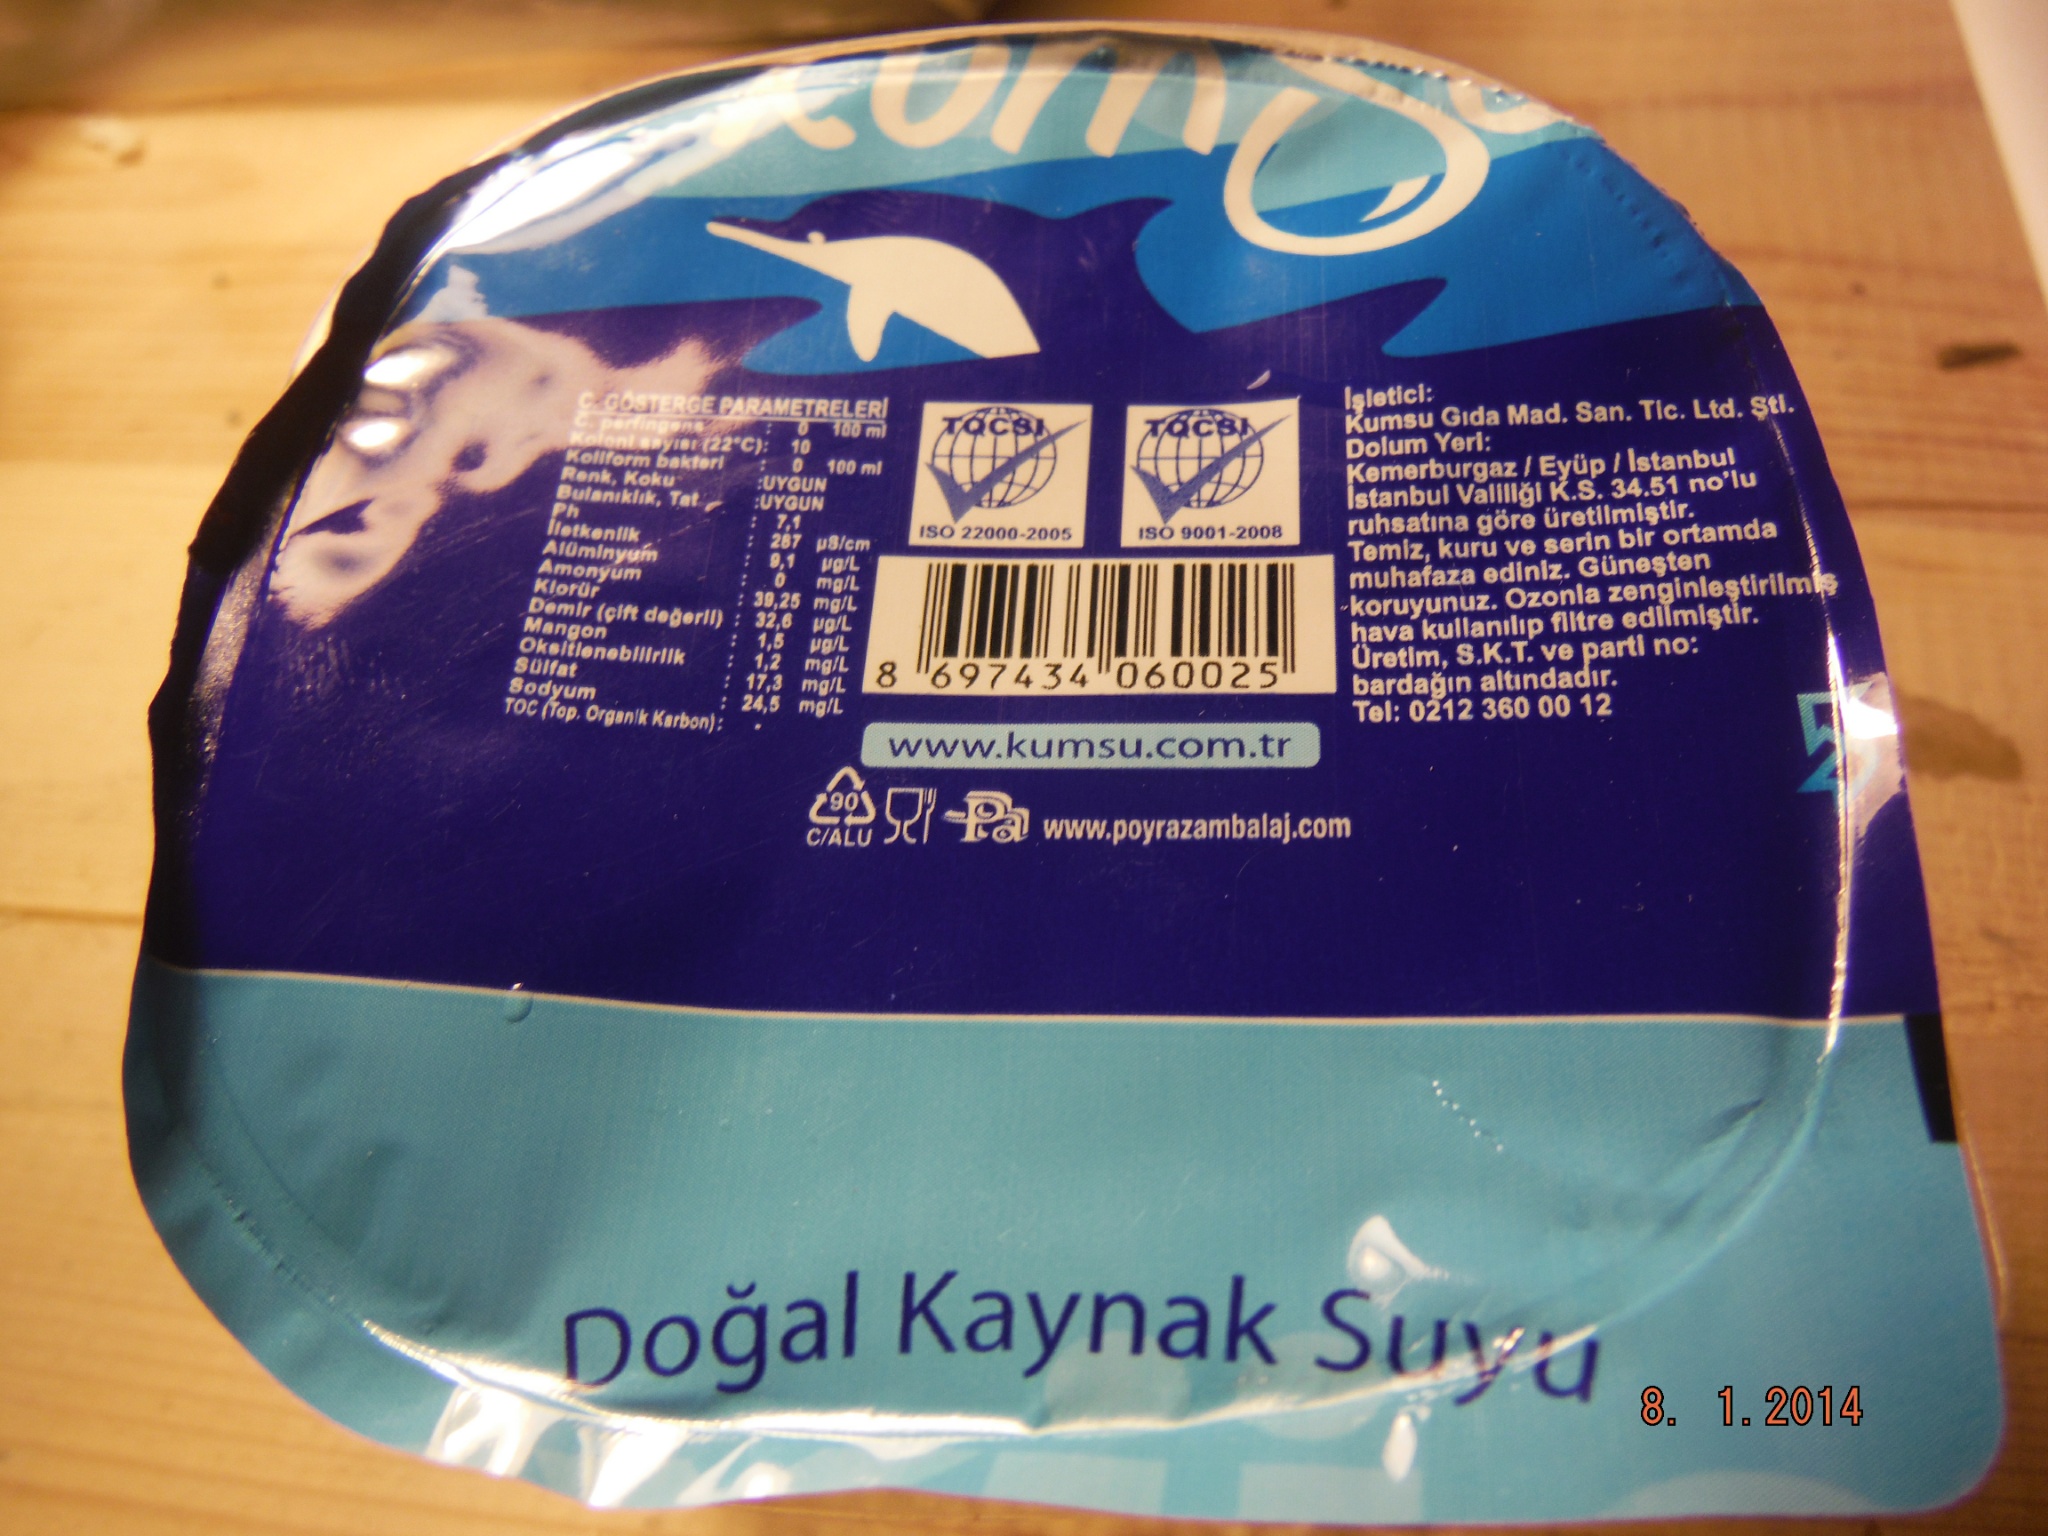 kumsu
C. GÖSTERGE PARAMETRELERİ
C. perfingens : 0 100 ml
Koloni sayısı (22°C): 10
Koliform bakteri : 0 100 ml
Renk, Koku :UYGUN
Bulanıklık, Tat :UYGUN
Ph : 7,1
İletkenlik : 287 µS/cm
Alüminyum : 9,1 µg/L
Amonyum : 0 mg/L
Klorür : 39,25 mg/L
Demir (çift değerli) : 32,6 µg/L
Mangon : 1,5 µg/L
Oksitlenebilirlik : 1,2 mg/L
Sülfat : 17,3 mg/L
Sodyum : 24,5 mg/L
TOC (Top. Organik Karbon): .
TQCSI
ISO 22000-2005
TQCSI
ISO 9001-2008
8 697434 060025
www.kumsu.com.tr
90
C/ALU
Pa
www.poyrazambalaj.com
İşletici:
Kumsu Gıda Mad. San. Tic. Ltd. Şti.
Dolum Yeri:
Kemerburgaz / Eyüp / İstanbul
İstanbul Valiliği K.S. 34.51 no'lu
ruhsatına göre üretilmiştir.
Temiz, kuru ve serin bir ortamda
muhafaza ediniz. Güneşten
koruyunuz. Ozonla zenginleştirilmiş
hava kullanılıp filtre edilmiştir.
Üretim, S.K.T. ve parti no:
bardağın altındadır.
Tel: 0212 360 00 12
Doğal Kaynak Suyu
8. 1.2014